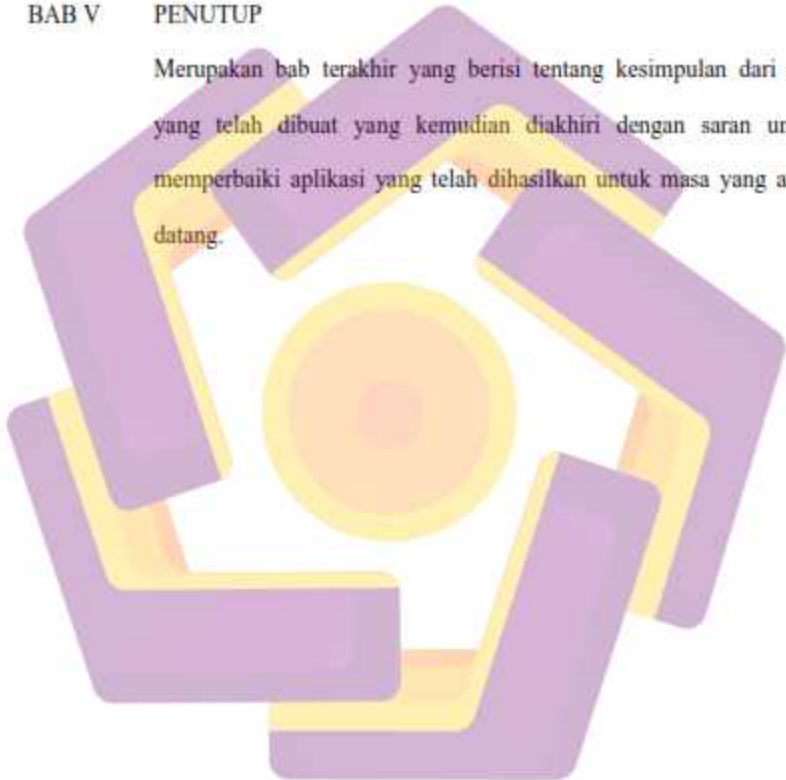 BAB V PENUTUP
Merupakan bab terakhir yang berisi tentang kesimpulan dari
yang telah dibuat yang kemudian diakhiri dengan saran
memperbaiki aplikasi yang telah dihasilkan untuk masa yang
datang.